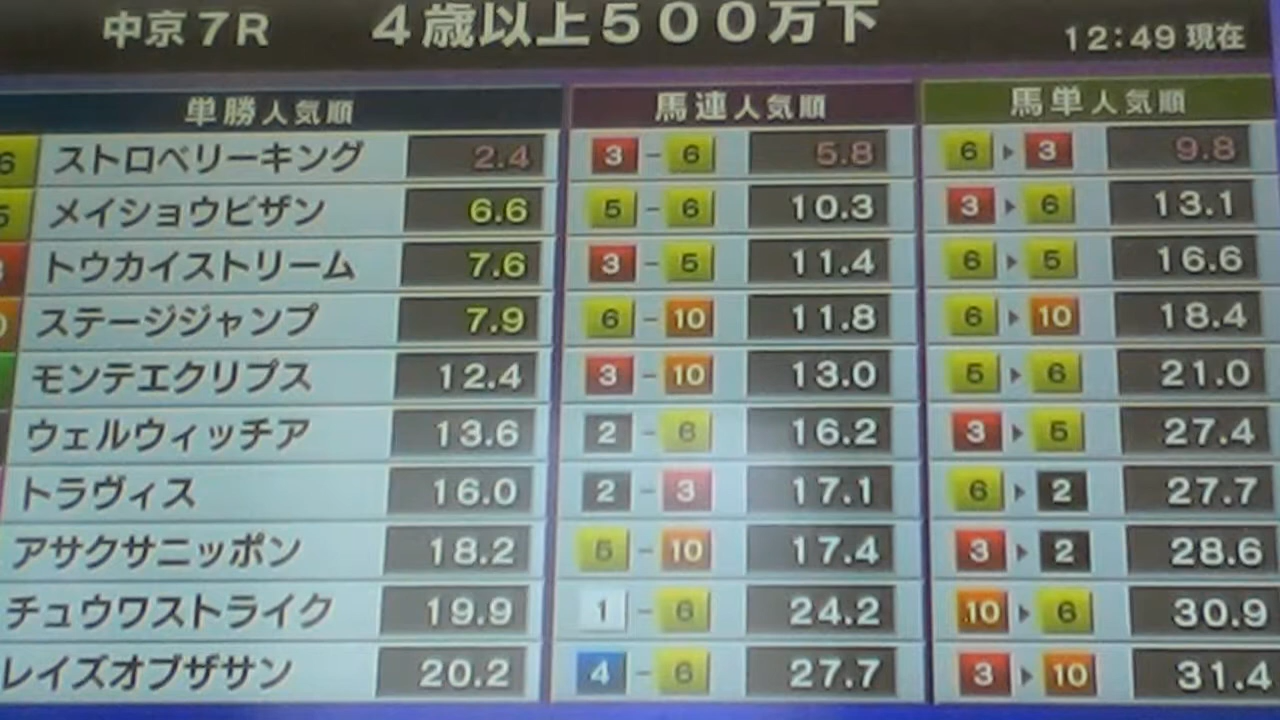 中京7R 4歳以上500万下 12:49現在
単勝人気順 馬連人気順 馬単人気順
6 ストロベリーキング 2.4 3-6 5.8 6▸3 9.8
5 メイショウビザン 6.6 5-6 10.3 3▸6 13.1
トウカイストリーム 7.6 3-5 11.4 6▸5 16.6
ステージジャンプ 7.9 6-10 11.8 6▸10 18.4
モンテエクリプス 12.4 3-10 13.0 5▸6 21.0
ウェルウィッチア 13.6 2-6 16.2 3▸5 27.4
トラヴィス 16.0 2-3 17.1 6▸2 27.7
アサクサニッポン 18.2 5-10 17.4 3▸2 28.6
チュウワストライク 19.9 1-6 24.2 10▸6 30.9
レイズオブザサン 20.2 4-6 27.7 3▸10 31.4